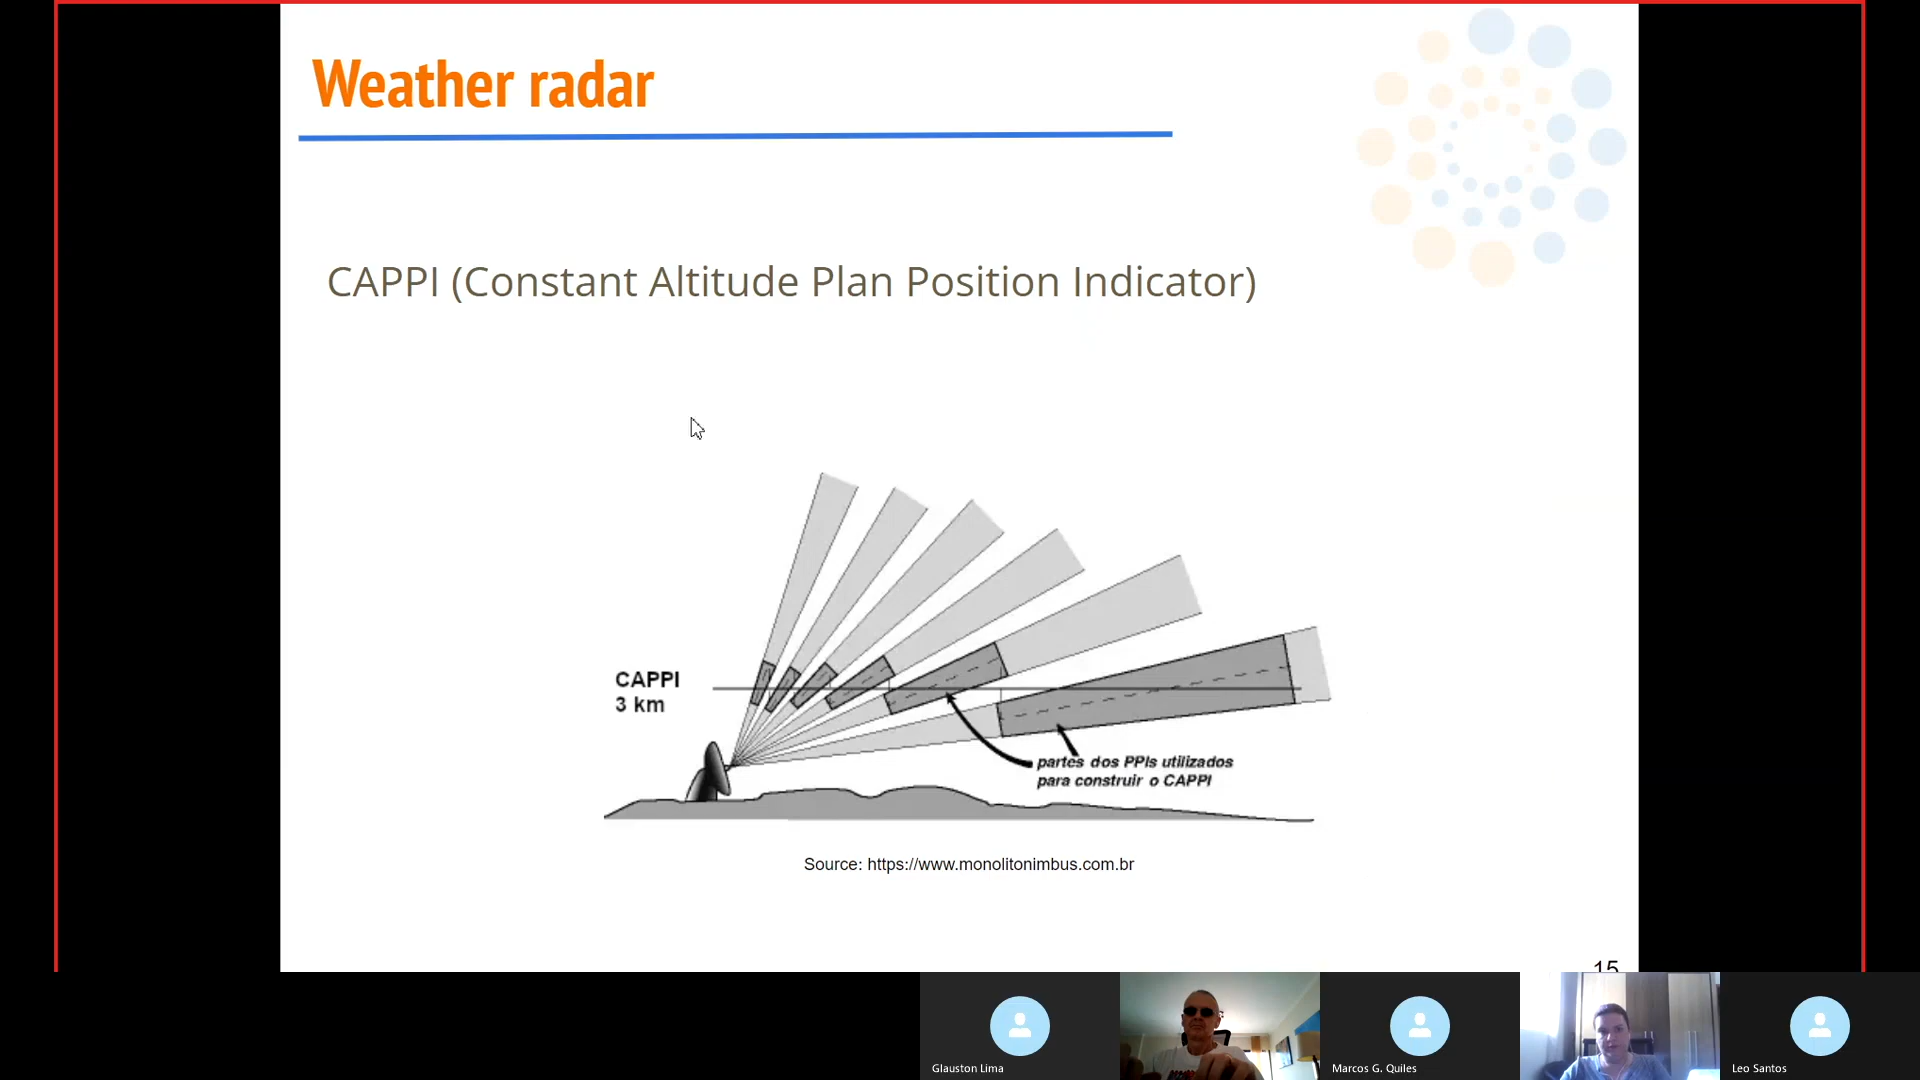 Weather radar
CAPPI (Constant Altitude Plan Position Indicator)
CAPPI
3 km
partes dos PPIs utilizados
para construir o CAPPI
Source: https://www.monolitonimbus.com.br
15
Glauston Lima
Marcos G. Quiles
Leo Santos